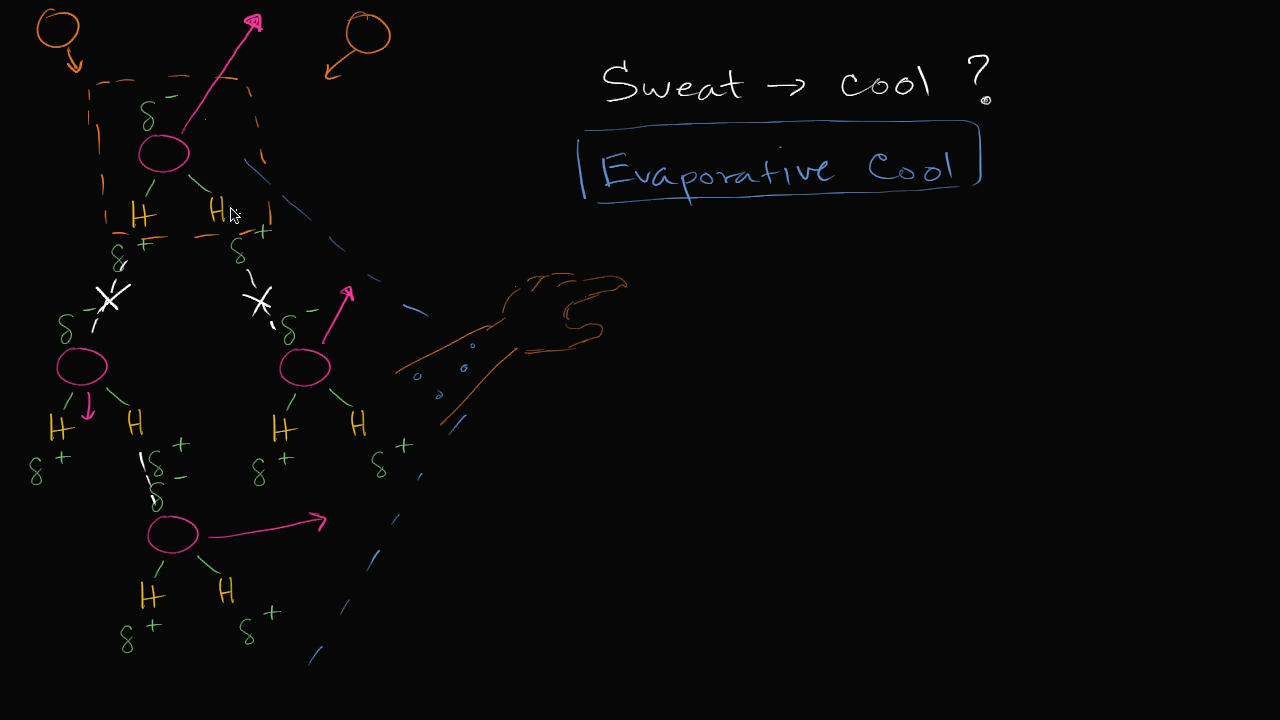 Sweat → cool ?
Evaporative Cool
δ⁻
H H
δ⁺ δ⁺
δ⁻ δ⁻
H H H H
δ⁺ δ⁺ δ⁺ δ⁺
δ⁻
H H
δ⁺ δ⁺